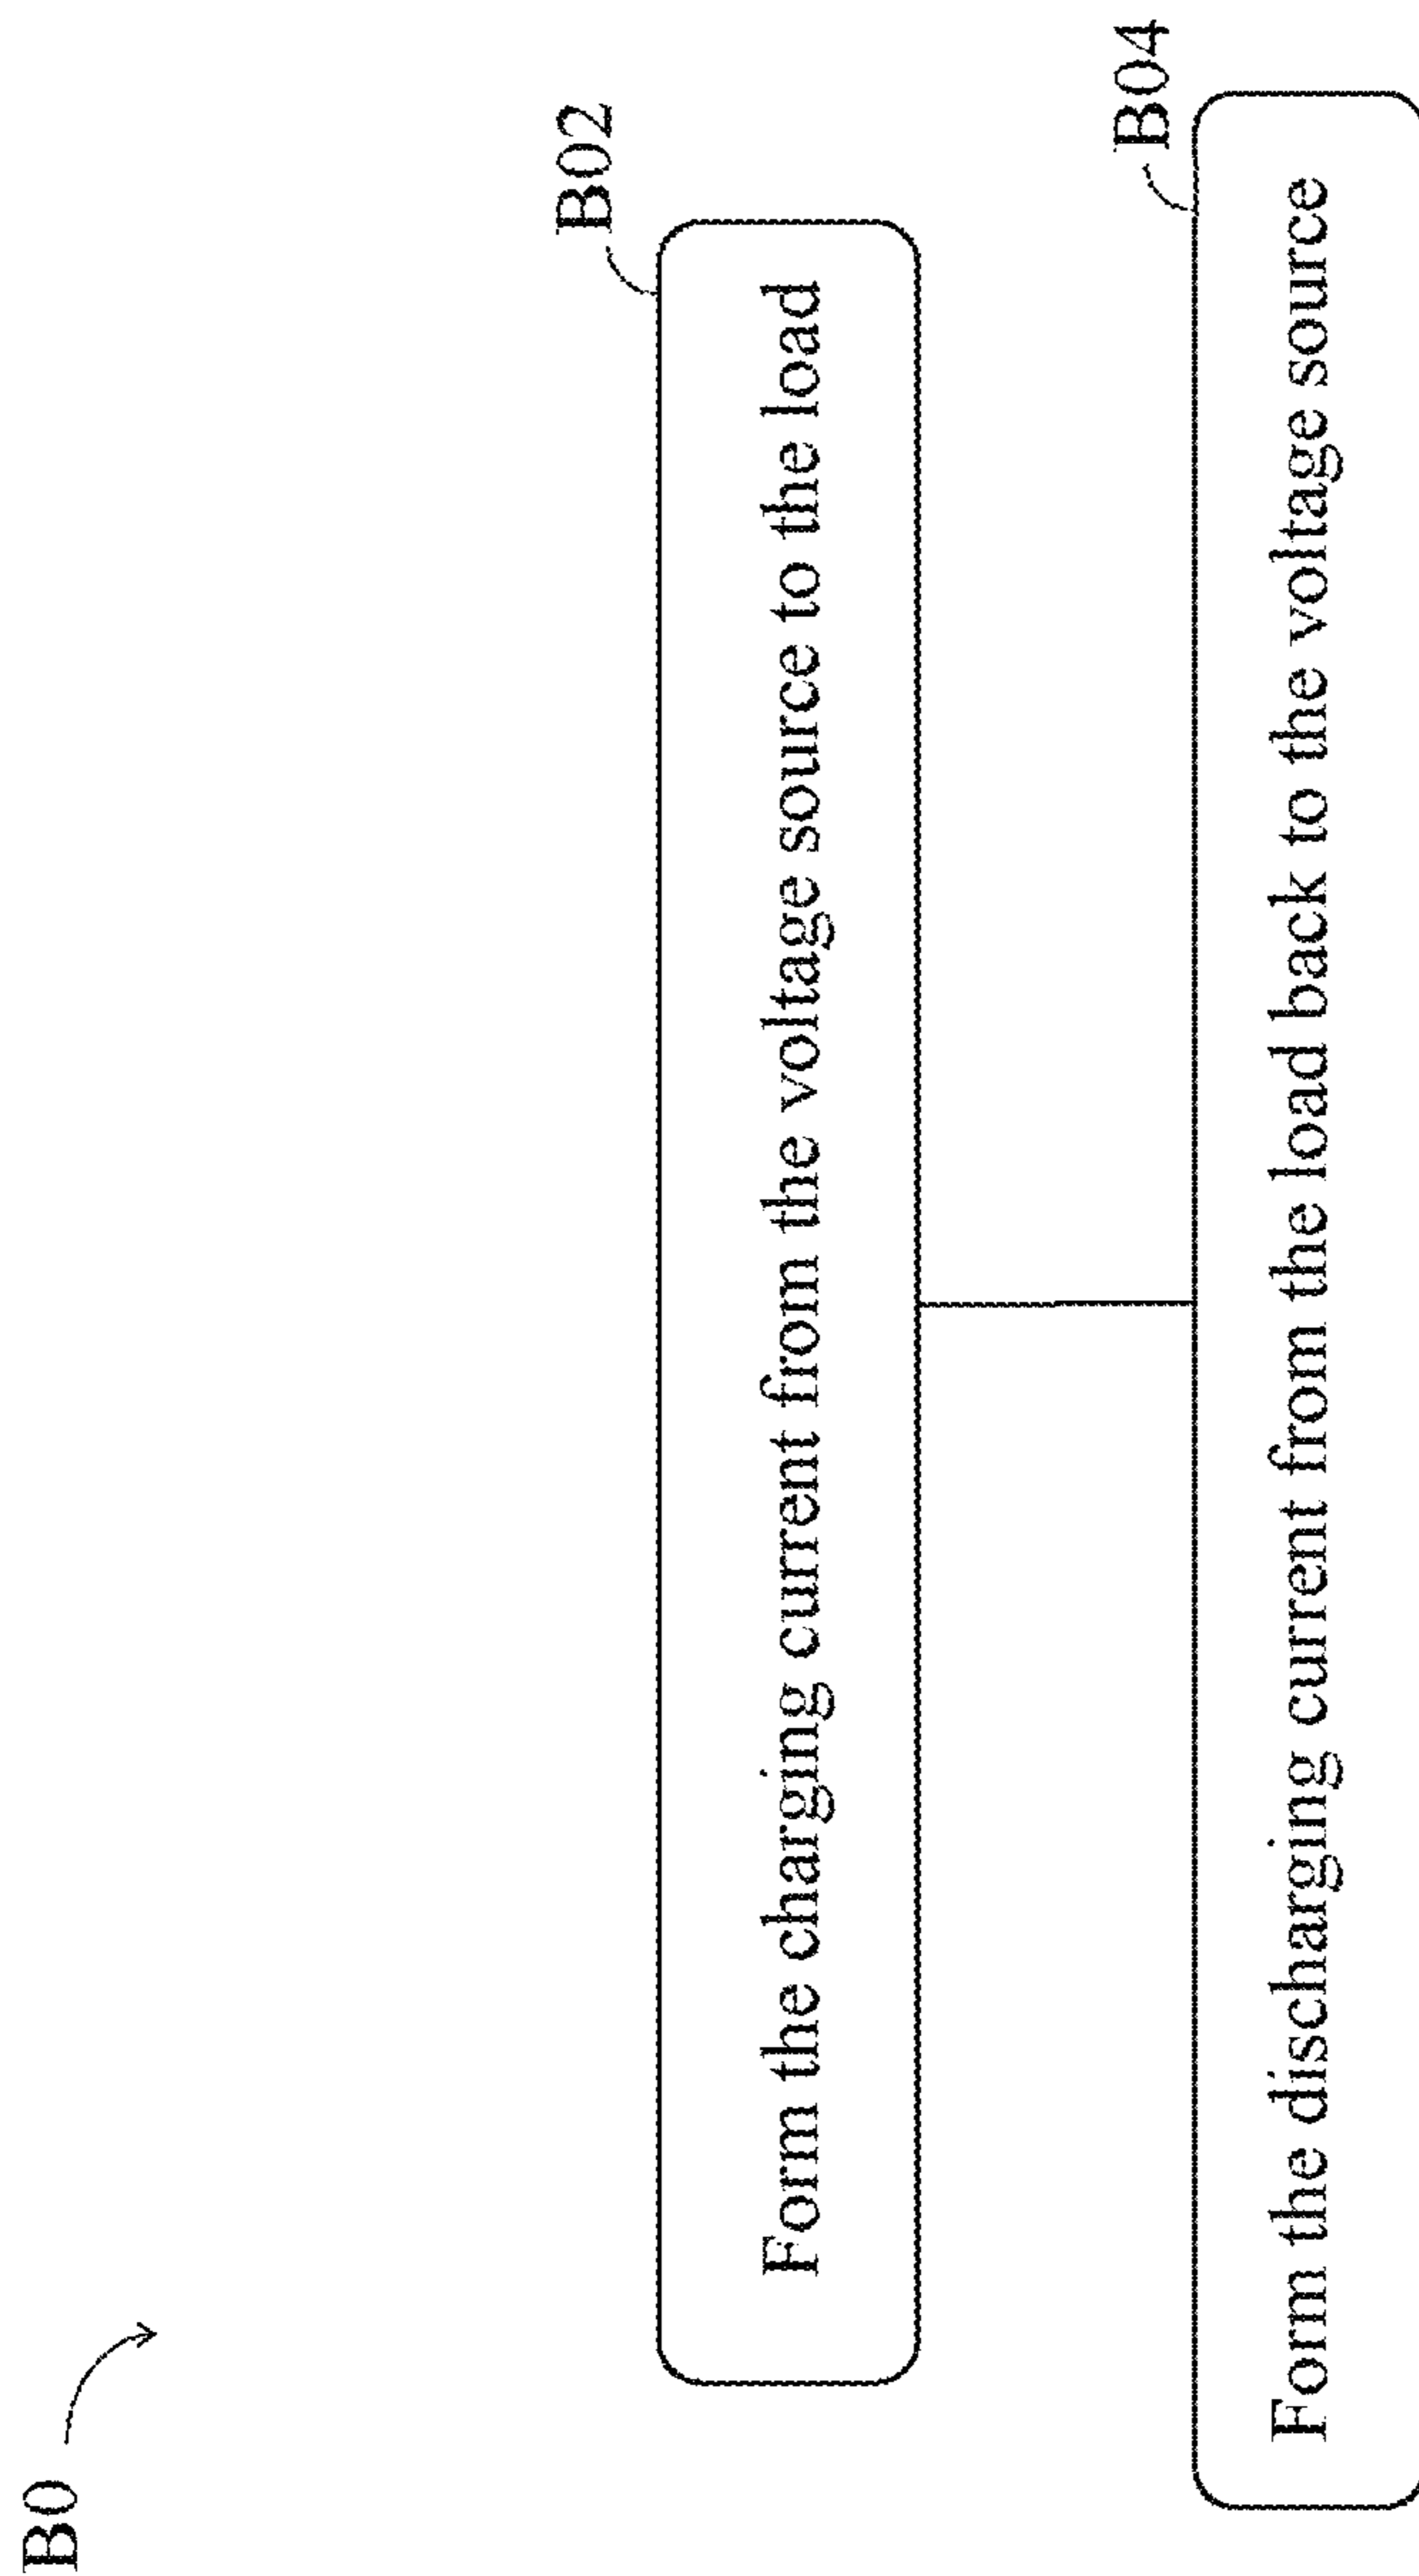 B0
B02
Form the charging current from the voltage source to the load
B04
Form the discharging current from the load back to the voltage source